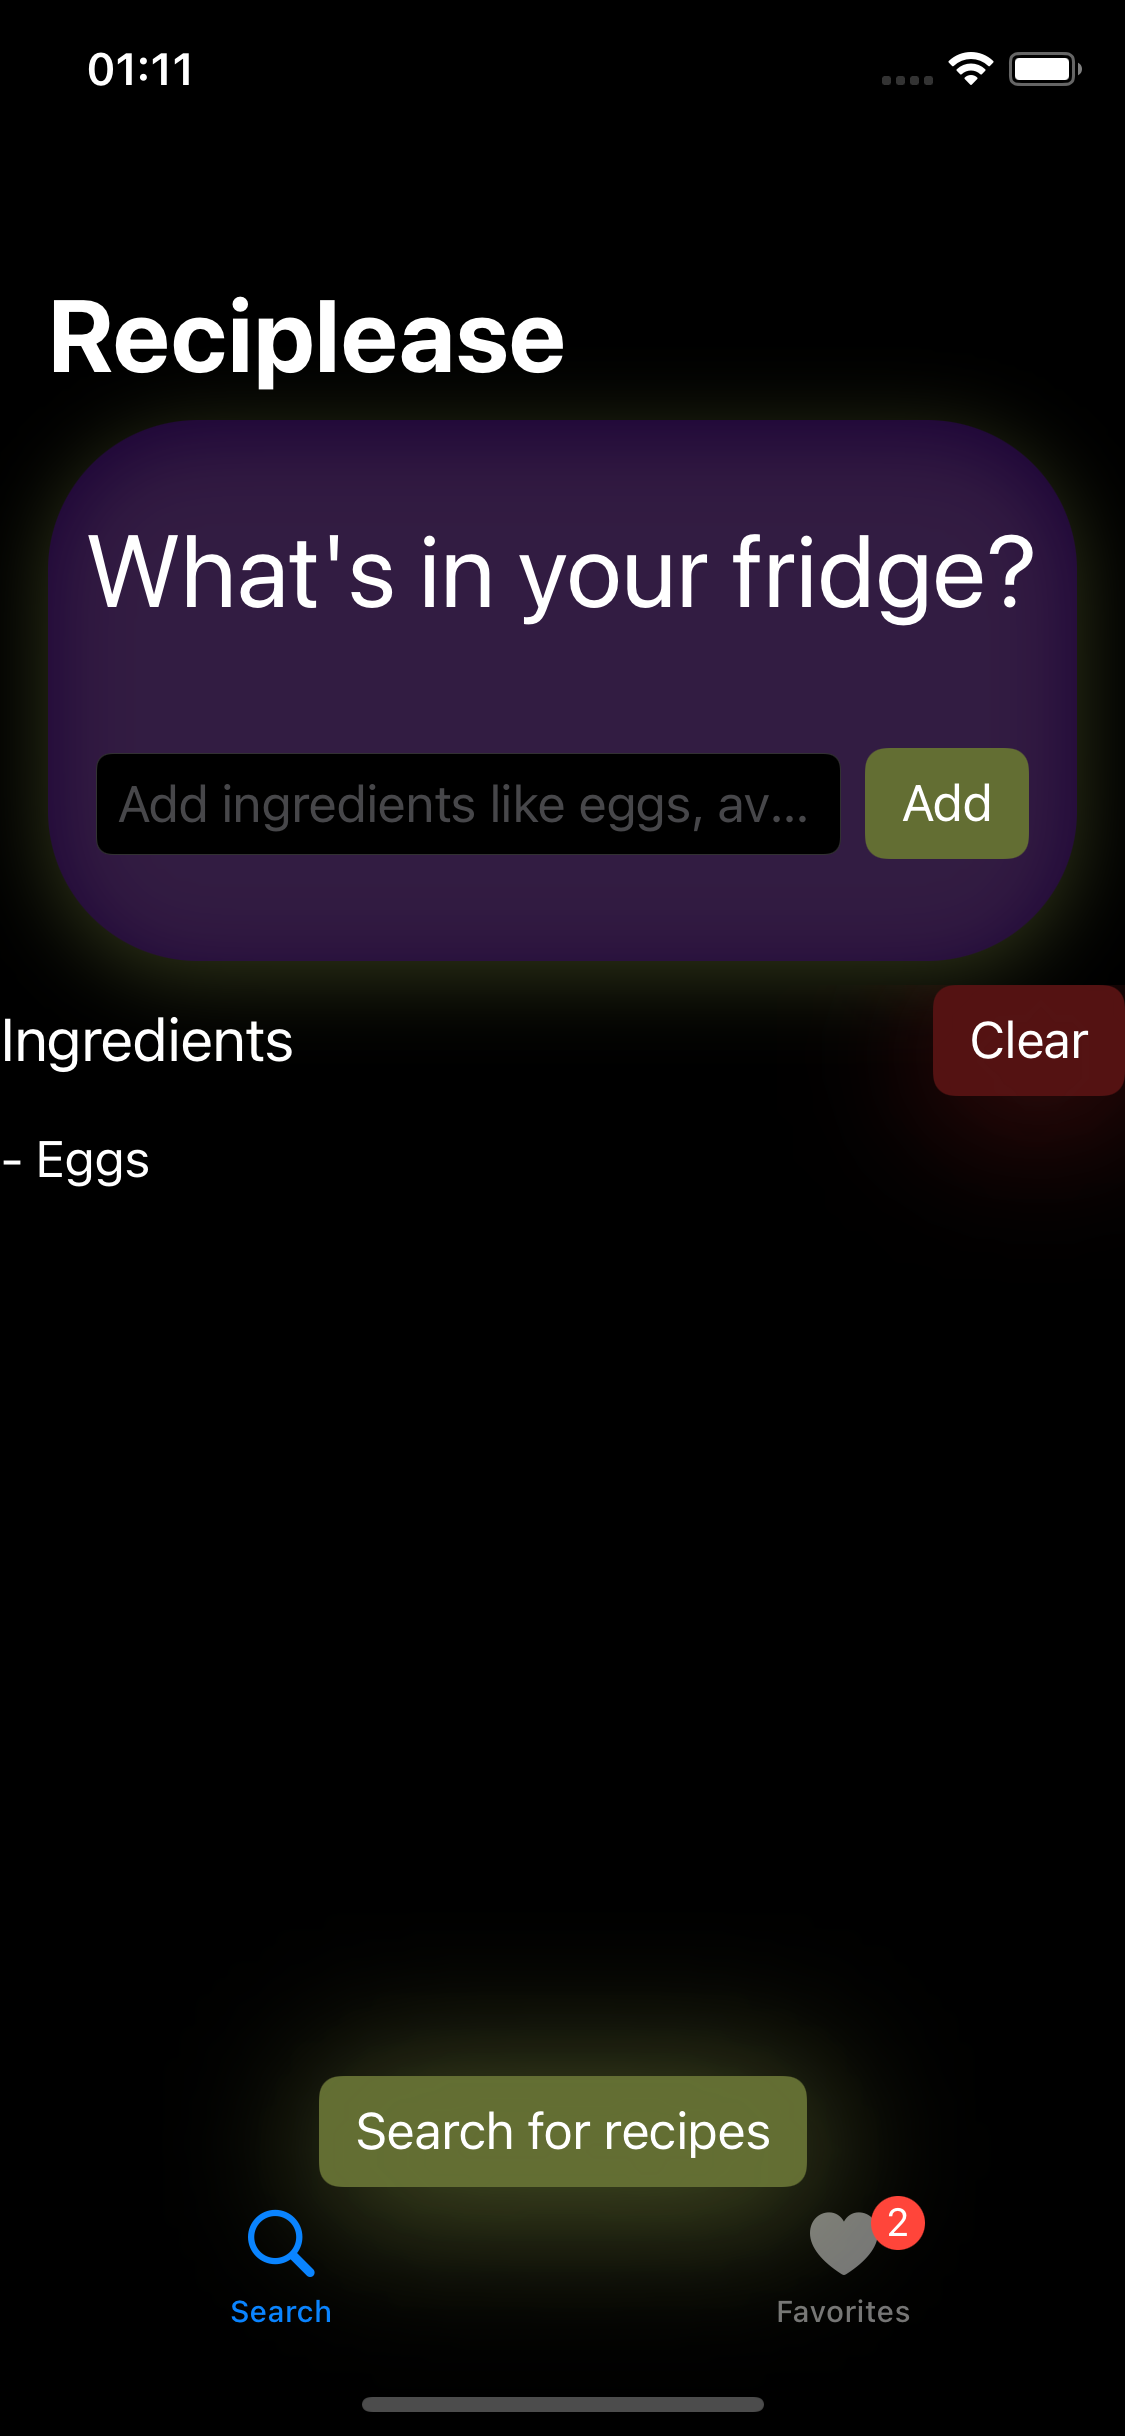 01:11
Reciplease
What's in your fridge?
Add ingredients like eggs, av...
Add
Ingredients
Clear
- Eggs
Search for recipes
2
Search
Favorites